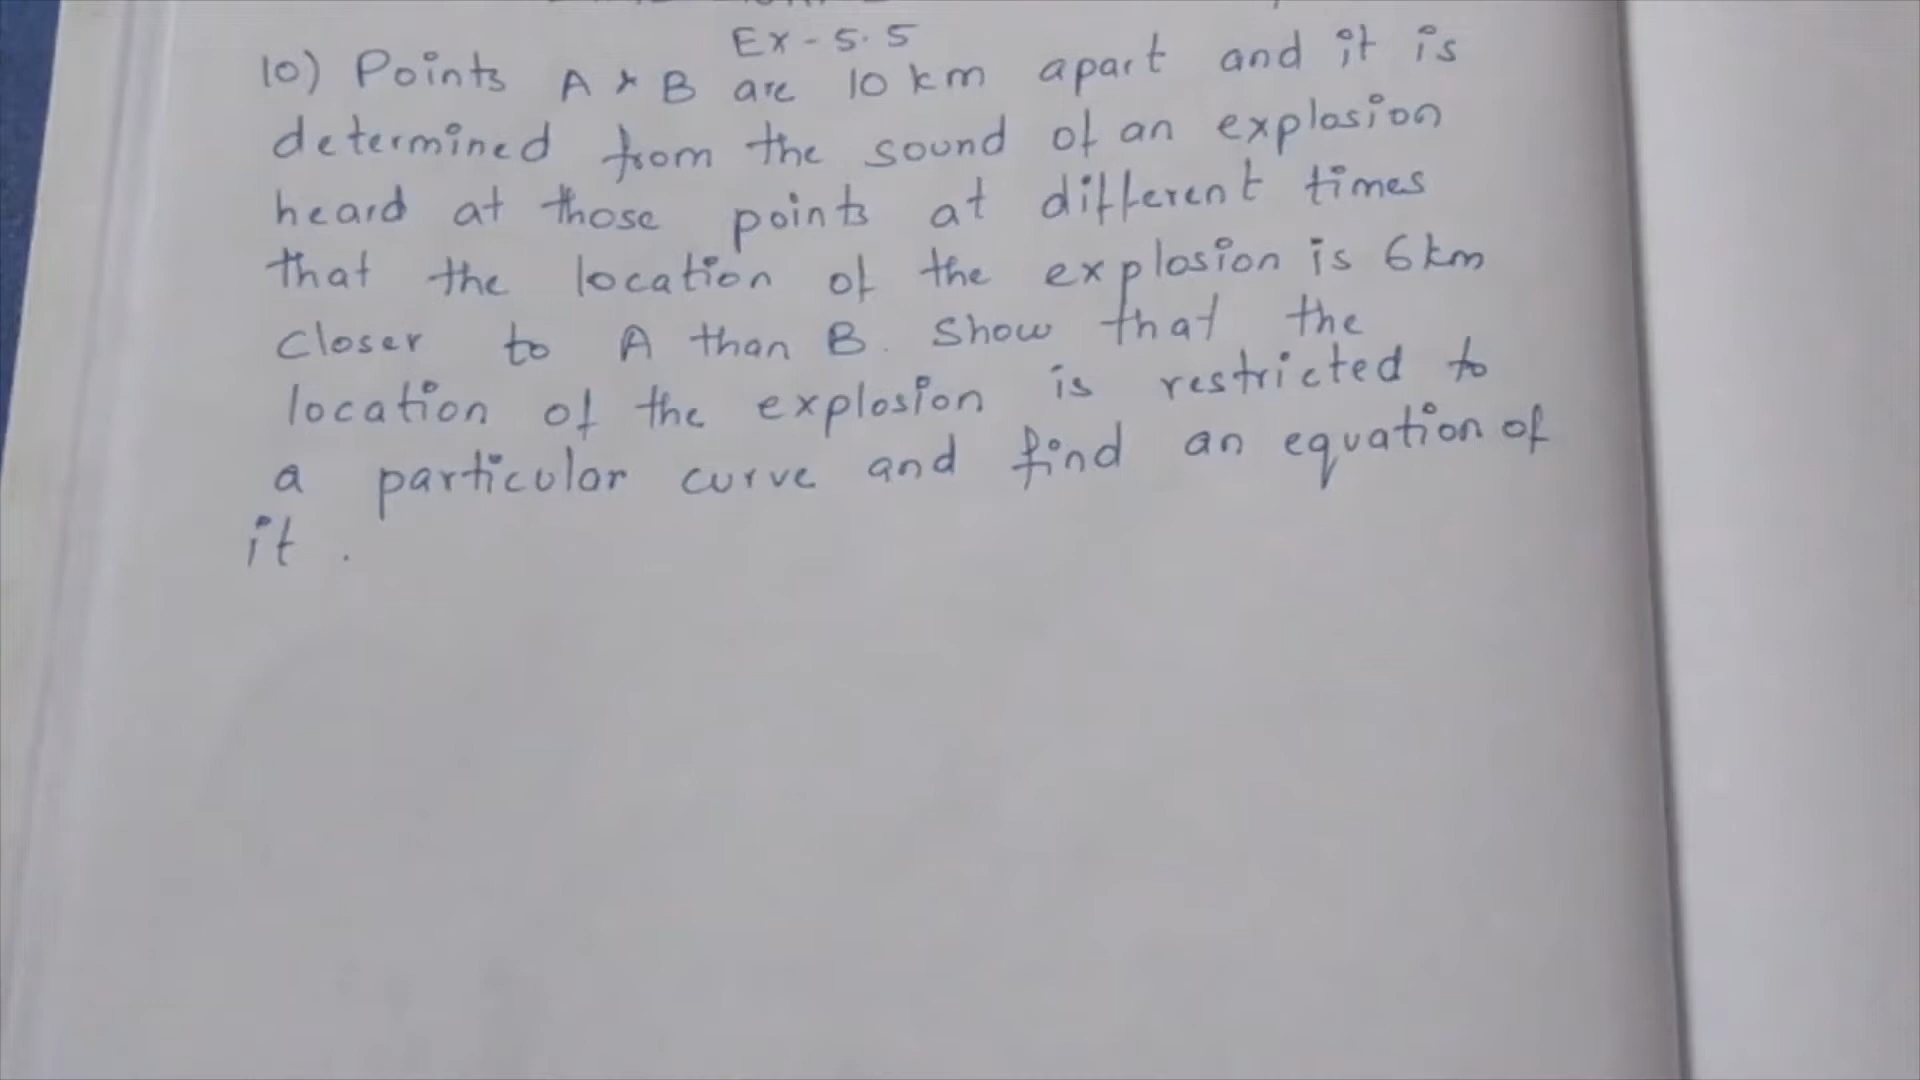 Ex - 5.5
10) Points A & B are 10 km apart and it is
determined from the sound of an explosion
heard at those points at different times
that the location of the explosion is 6 km
closer to A than B. Show that the
location of the explosion is restricted to
a particular curve and find an equation of
it .